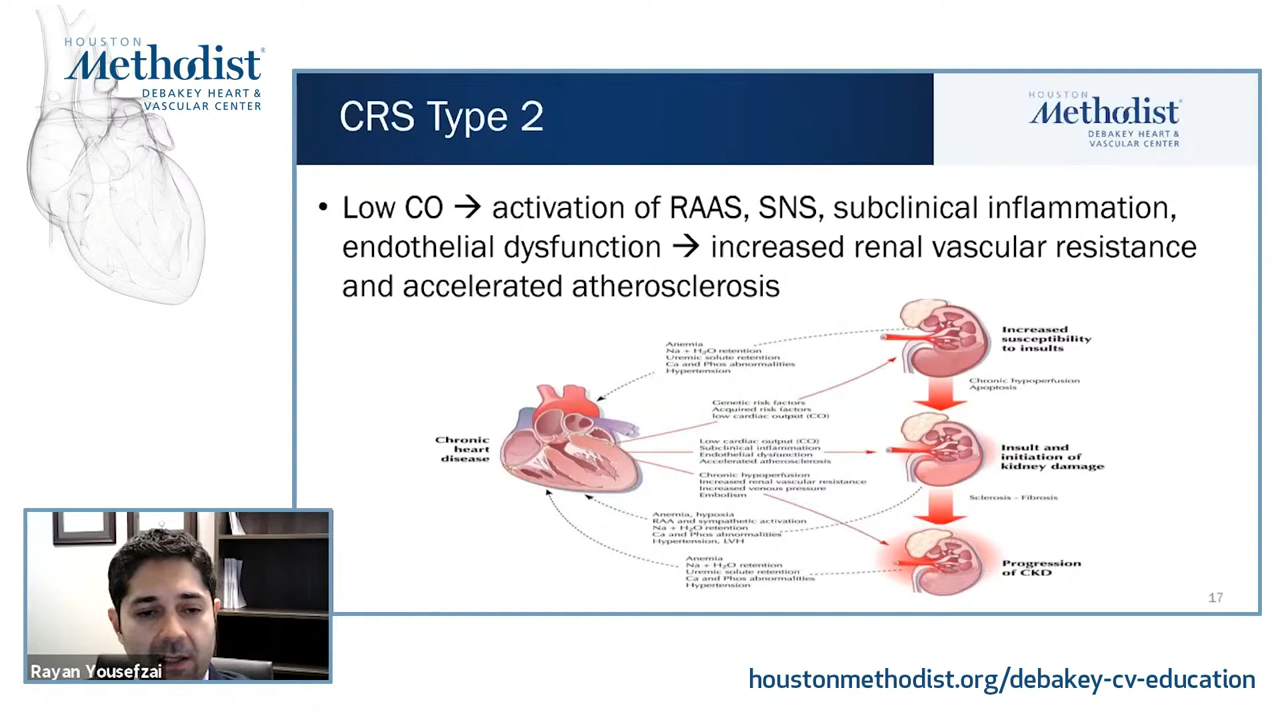 HOUSTON
Methodist®
DEBAKEY HEART &
VASCULAR CENTER
CRS Type 2
HOUSTON
Methodist®
DEBAKEY HEART &
VASCULAR CENTER
• Low CO → activation of RAAS, SNS, subclinical inflammation,
endothelial dysfunction → increased renal vascular resistance
and accelerated atherosclerosis
Anemia
Na + H₂O retention
Uremic solute retention
Ca and Phos abnormalities
Hypertension
Increased
susceptibility
to insults
Chronic hypoperfusion
Apoptosis
Genetic risk factors
Acquired risk factors
low cardiac output (CO)
Chronic
heart
disease
Low cardiac output (CO)
Subclinical inflammation
Endothelial dysfunction
Accelerated atherosclerosis
Insult and
initiation of
kidney damage
Chronic hypoperfusion
Increased renal vascular resistance
Increased venous pressure
Embolism
Sclerosis - Fibrosis
Anemia, hypoxia
RAA and sympathetic activation
Na + H₂O retention
Ca and Phos abnormalities
Hypertension, LVH
Anemia
Na + H₂O retention
Uremic solute retention
Ca and Phos abnormalities
Hypertension
Progression
of CKD
17
Rayan Yousefzai
houstonmethodist.org/debakey-cv-education